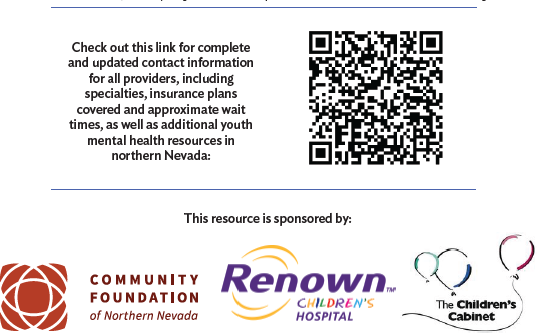 Check out this link for complete
and updated contact information
for all providers, including
specialties, insurance plans
covered and approximate wait
times, as well as additional youth
mental health resources in
northern Nevada:
This resource is sponsored by:
COMMUNITY
FOUNDATION
of Northern Nevada
Renown™
CHILDREN'S
HOSPITAL
The Children's
Cabinet